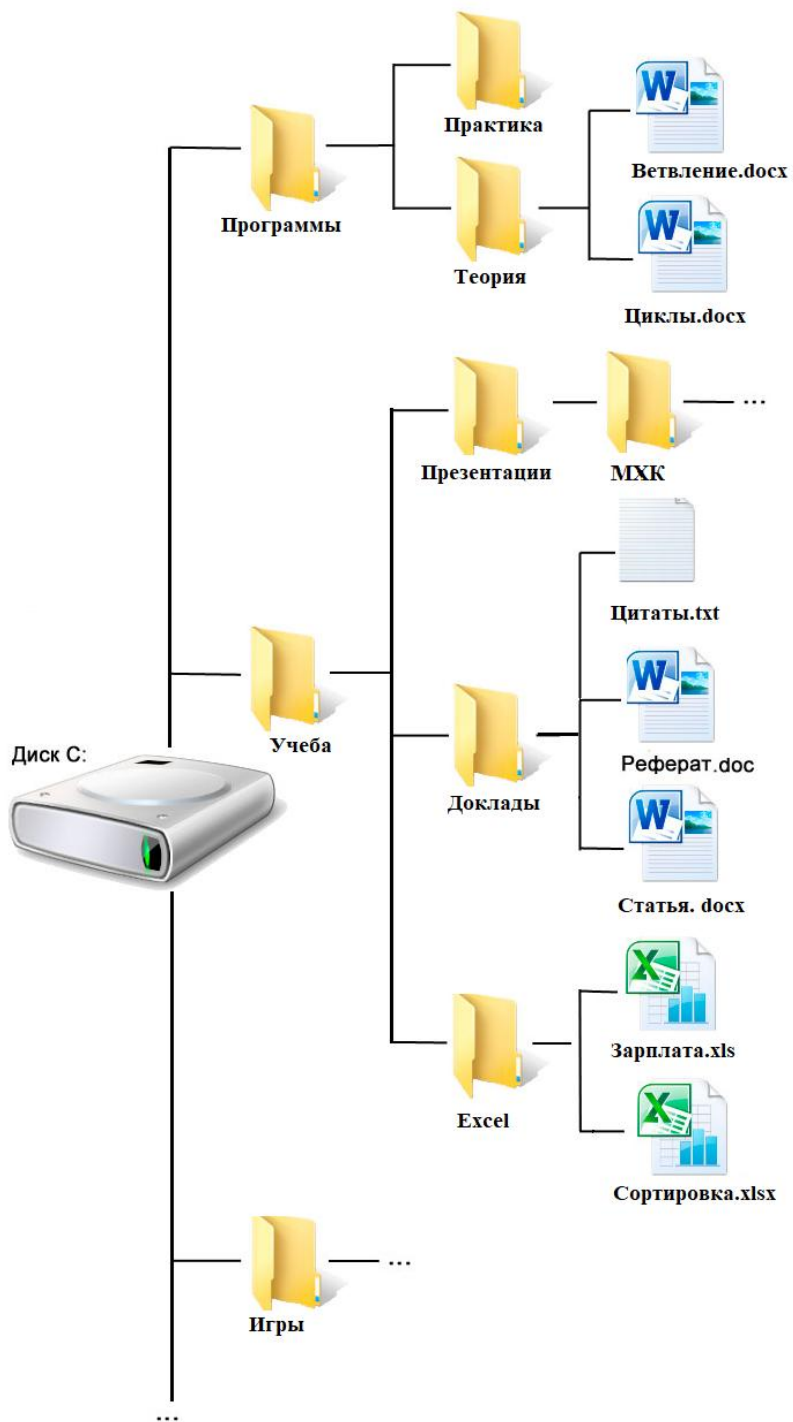 Практика
Ветвление.docx
Программы
Теория
Циклы.docx
...
Презентации
МХК
Цитаты.txt
Учеба
Диск C:
Реферат.doc
Доклады
Статья. docx
Зарплата.xls
Excel
Сортировка.xlsx
...
Игры
...